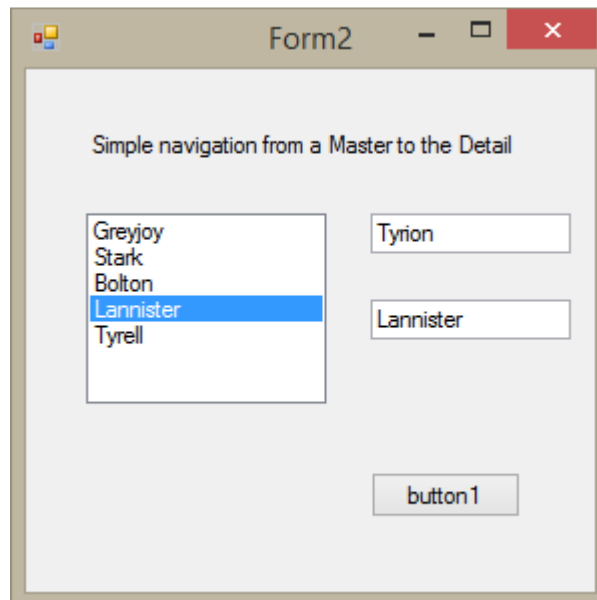 Form2
Simple navigation from a Master to the Detail
Greyjoy
Stark
Bolton
Lannister
Tyrell
Tyrion
Lannister
button1